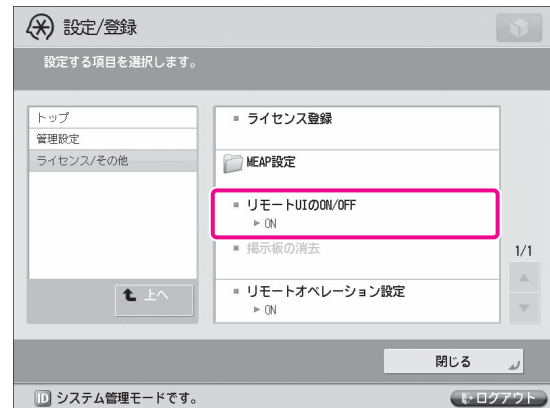 設定/登録
設定する項目を選択します。
トップ
管理設定
ライセンス/その他
上へ
ライセンス登録
MEAP設定
リモートUIのON/OFF
ON
掲示板の消去
リモートオペレーション設定
ON
1/1
閉じる
ID システム管理モードです。
ログアウト